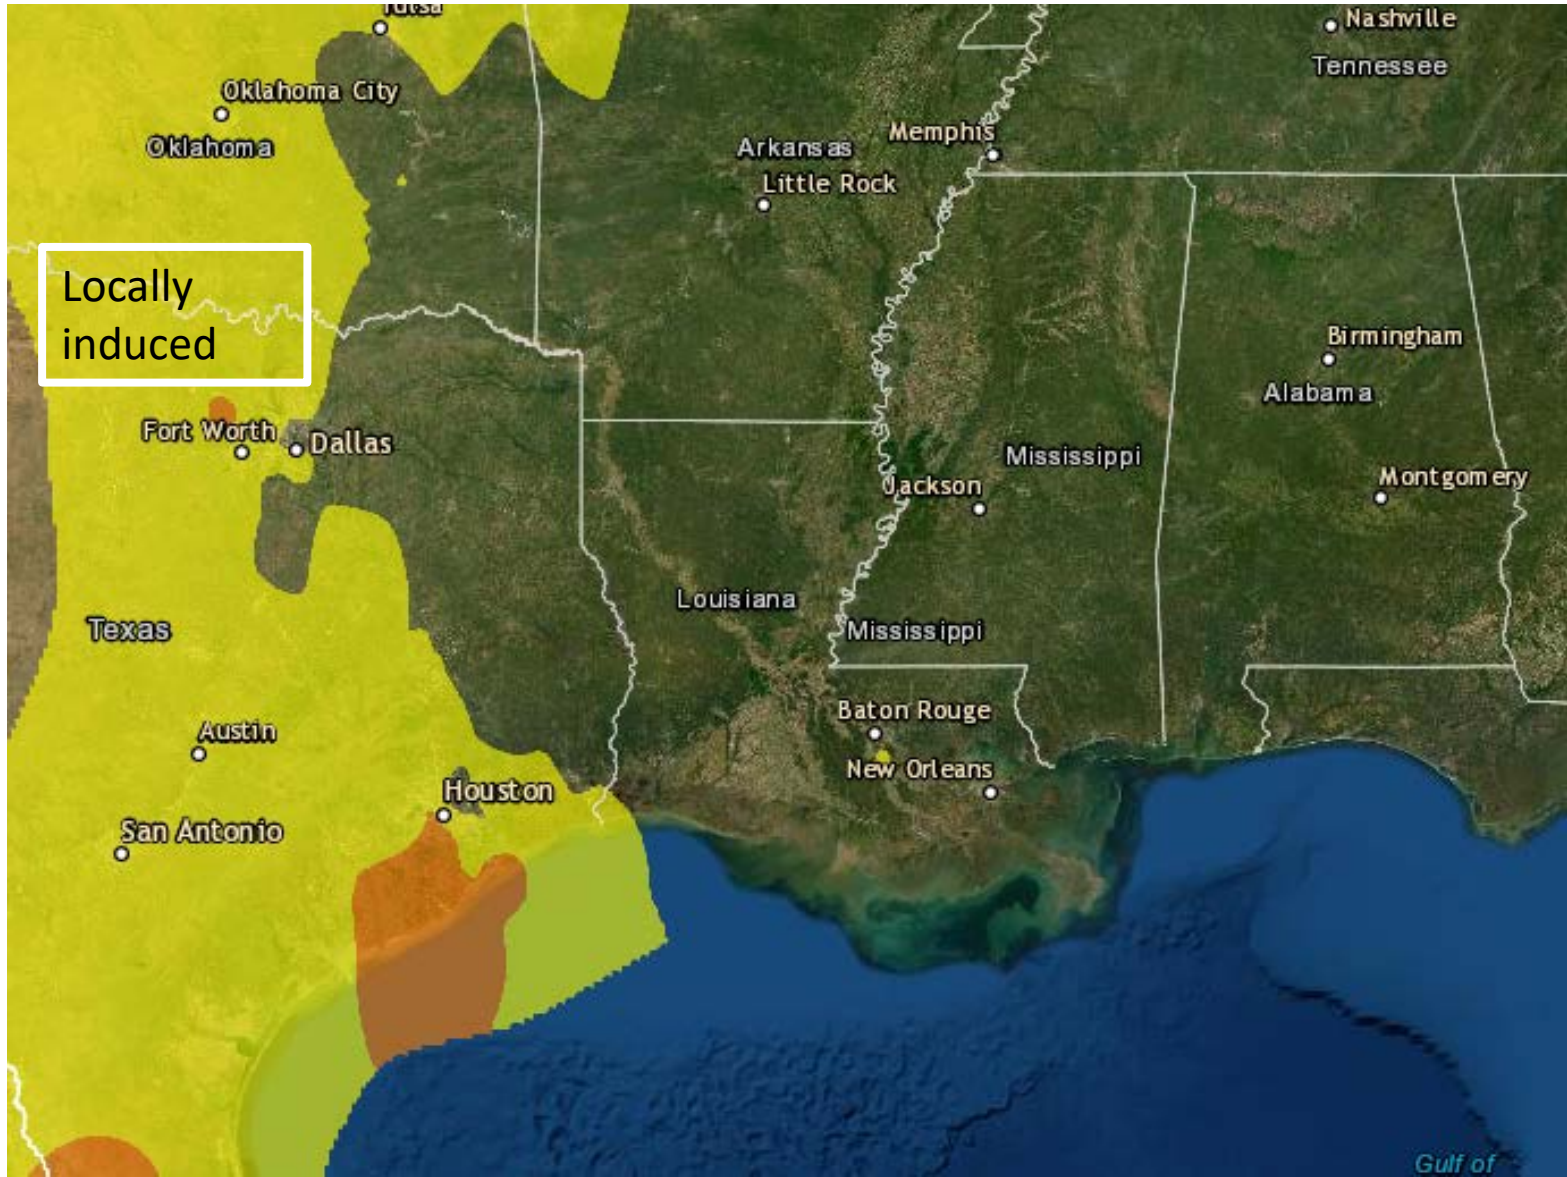 Tulsa
Nashville
Tennessee
Oklahoma City
Oklahoma
Memphis
Arkansas
Little Rock
Locally
induced
Birmingham
Alabama
Fort Worth
Dallas
Mississippi
Jackson
Montgomery
Louisiana
Texas
Mississippi
Baton Rouge
Austin
New Orleans
Houston
San Antonio
Gulf of